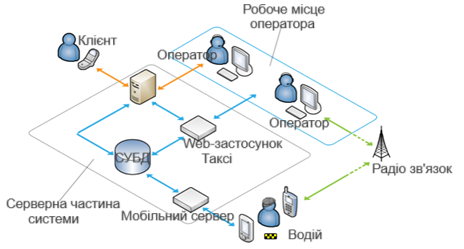 Робоче місце
оператора
Клієнт
Оператор
Оператор
Web-застосунок
Таксі
СУБД
Радіо зв'язок
Серверна частина
системи
Мобільний сервер
Водій